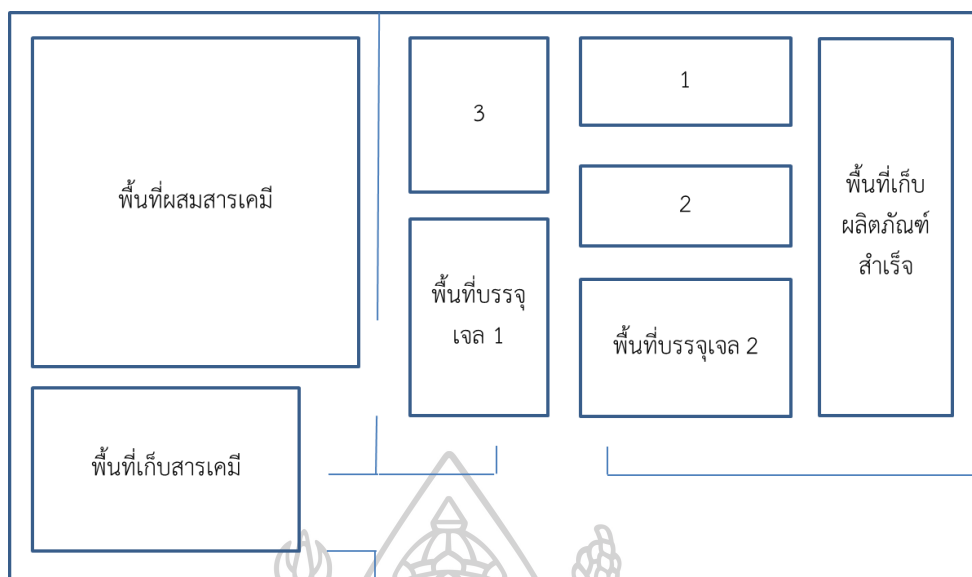 พื้นที่ผสมสารเคมี
พื้นที่เก็บสารเคมี
3
พื้นที่บรรจุ
เจล 1
1
2
พื้นที่บรรจุเจล 2
พื้นที่เก็บ
ผลิตภัณฑ์
สำเร็จ